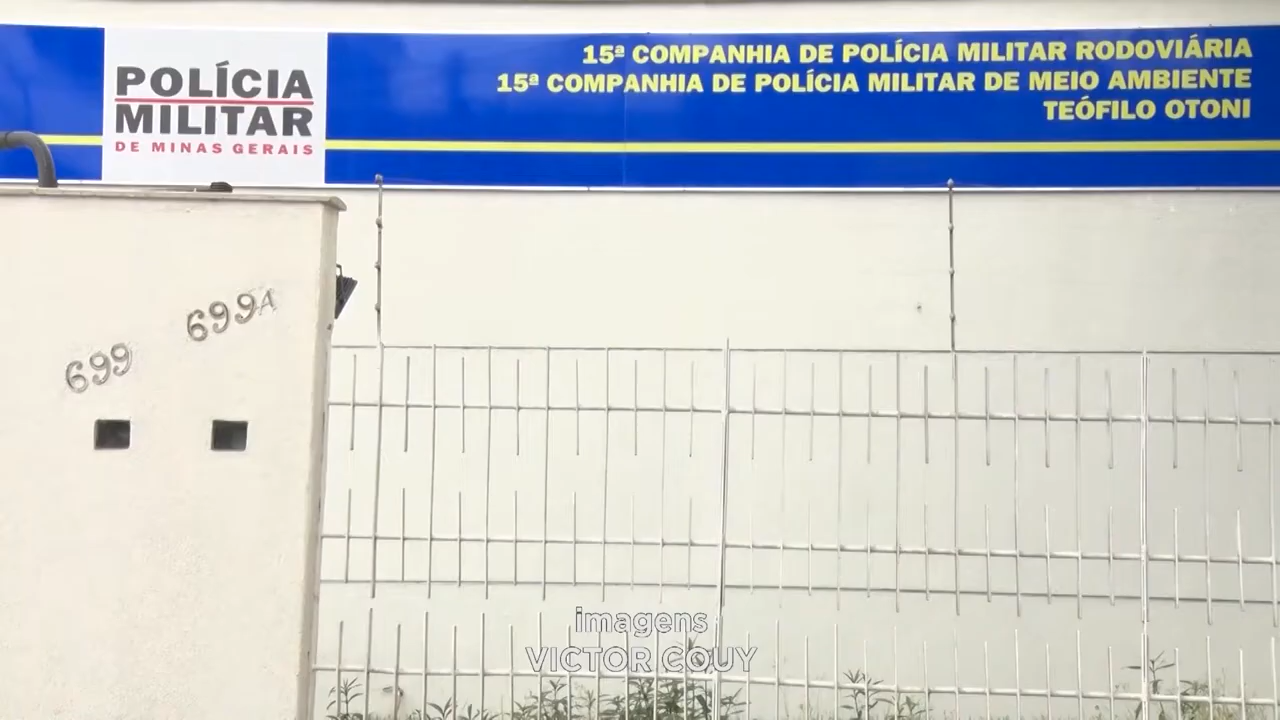 POLÍCIA
MILITAR
DE MINAS GERAIS
15ª COMPANHIA DE POLÍCIA MILITAR RODOVIÁRIA
15ª COMPANHIA DE POLÍCIA MILITAR DE MEIO AMBIENTE
TEÓFILO OTONI
699
699A
imagens
VICTOR COUY